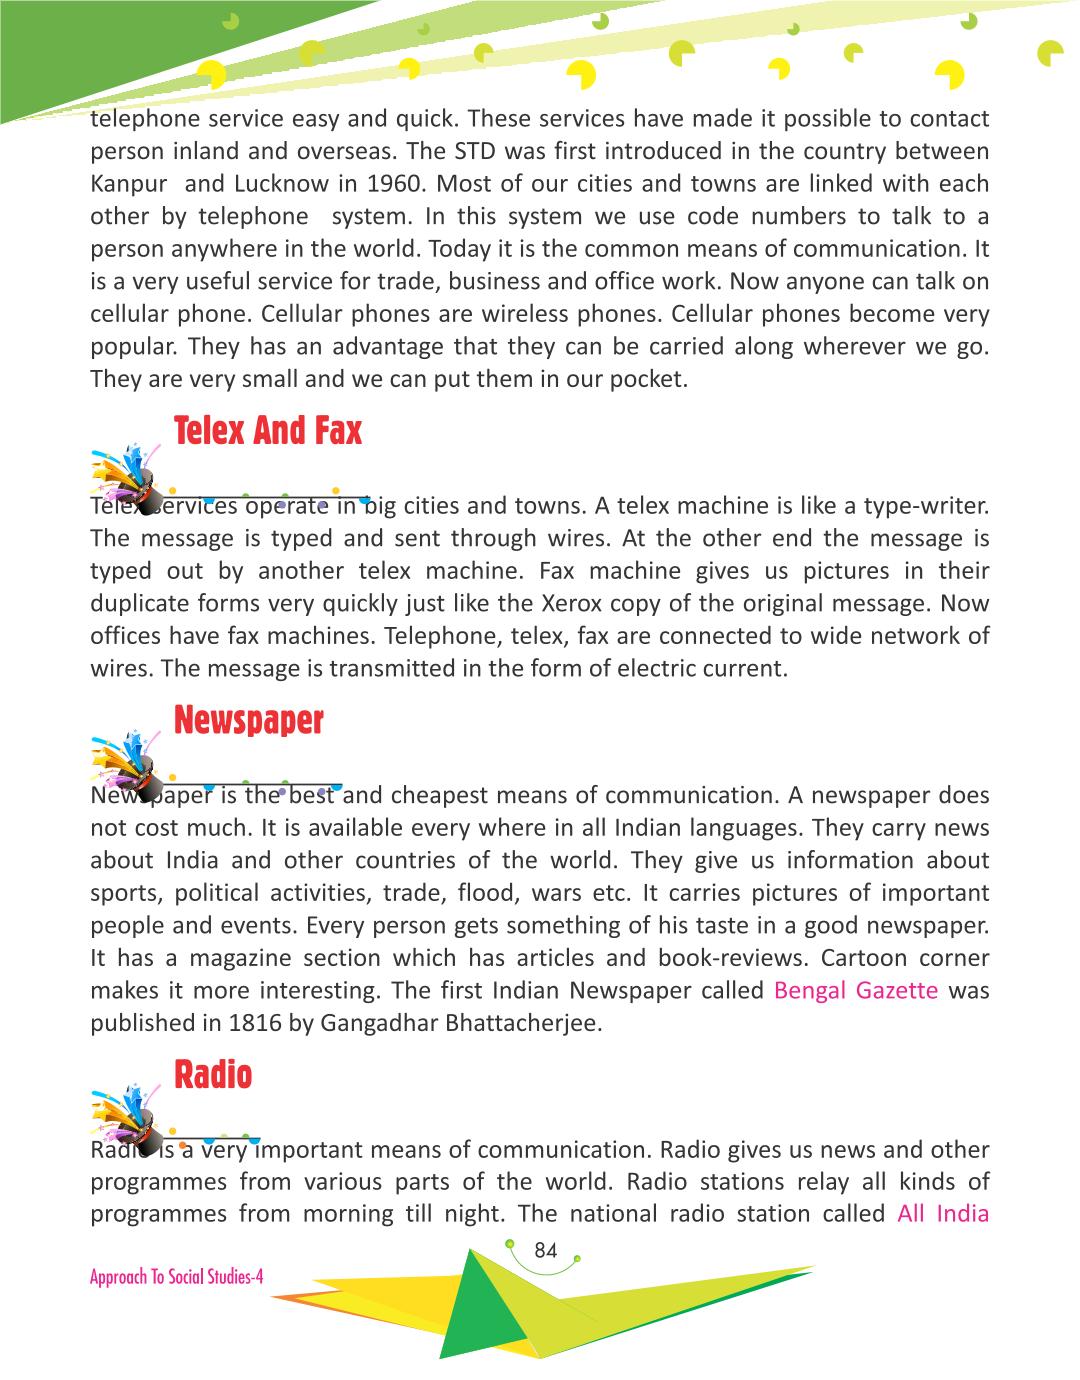 telephone service easy and quick. These services have made it possible to contact
person inland and overseas. The STD was first introduced in the country between
Kanpur and Lucknow in 1960. Most of our cities and towns are linked with each
other by telephone system. In this system we use code numbers to talk to a
person anywhere in the world. Today it is the common means of communication. It
is a very useful service for trade, business and office work. Now anyone can talk on
cellular phone. Cellular phones are wireless phones. Cellular phones become very
popular. They has an advantage that they can be carried along wherever we go.
They are very small and we can put them in our pocket.
Telex And Fax
Telex services operate in big cities and towns. A telex machine is like a type-writer.
The message is typed and sent through wires. At the other end the message is
typed out by another telex machine. Fax machine gives us pictures in their
duplicate forms very quickly just like the Xerox copy of the original message. Now
offices have fax machines. Telephone, telex, fax are connected to wide network of
wires. The message is transmitted in the form of electric current.
Newspaper
Newspaper is the best and cheapest means of communication. A newspaper does
not cost much. It is available every where in all Indian languages. They carry news
about India and other countries of the world. They give us information about
sports, political activities, trade, flood, wars etc. It carries pictures of important
people and events. Every person gets something of his taste in a good newspaper.
It has a magazine section which has articles and book-reviews. Cartoon corner
makes it more interesting. The first Indian Newspaper called Bengal Gazette was
published in 1816 by Gangadhar Bhattacherjee.
Radio
Radio is a very important means of communication. Radio gives us news and other
programmes from various parts of the world. Radio stations relay all kinds of
programmes from morning till night. The national radio station called All India
84
Approach To Social Studies-4